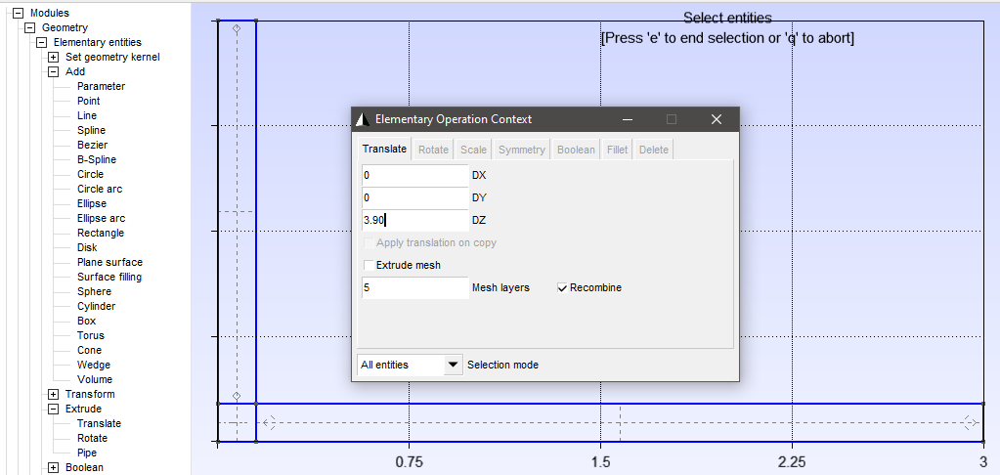 Modules
Geometry
Elementary entities
Set geometry kernel
Add
Parameter
Point
Line
Spline
Bezier
B-Spline
Circle
Circle arc
Ellipse
Ellipse arc
Rectangle
Disk
Plane surface
Surface filling
Sphere
Cylinder
Box
Torus
Cone
Wedge
Volume
Transform
Extrude
Translate
Rotate
Pipe
Boolean
Select entities
[Press 'e' to end selection or 'q' to abort]
Elementary Operation Context
Translate Rotate Scale Symmetry Boolean Fillet Delete
0 DX
0 DY
3.90 DZ
Apply translation on copy
Extrude mesh
5 Mesh layers Recombine
All entities Selection mode
0.75 1.5 2.25 3